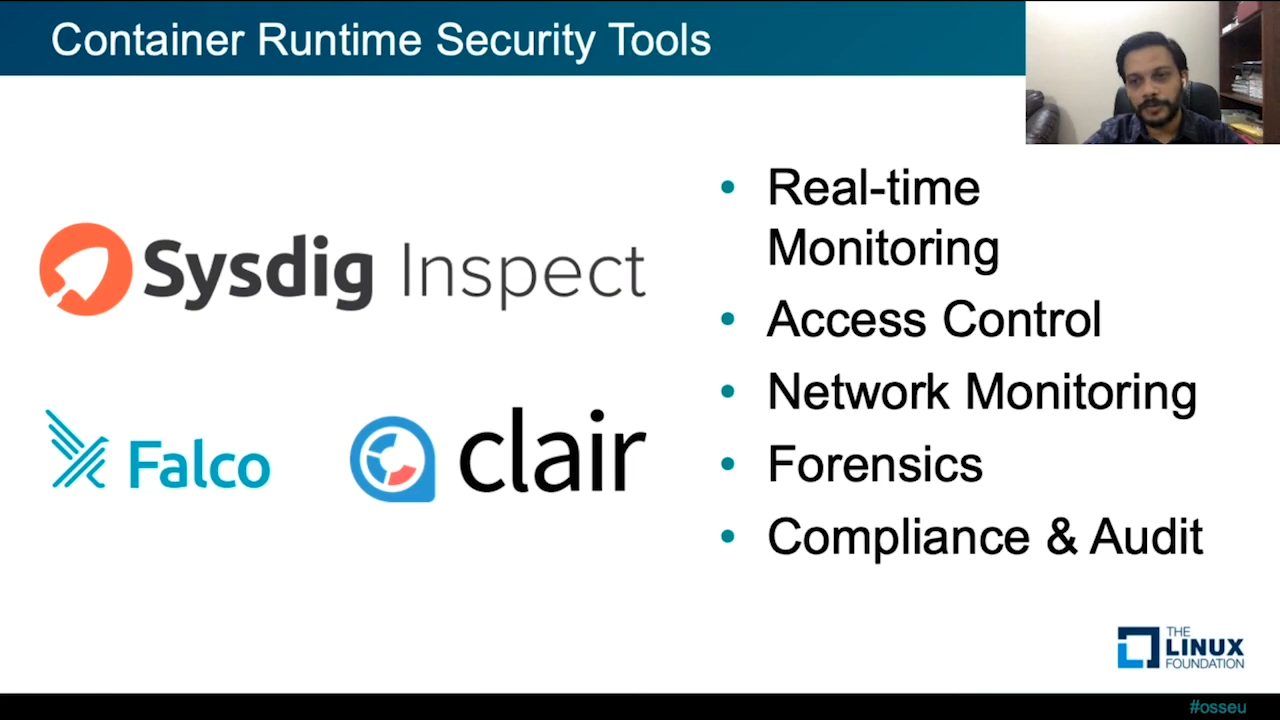 Container Runtime Security Tools
Sysdig Inspect
Falco
clair
• Real-time
Monitoring
• Access Control
• Network Monitoring
• Forensics
• Compliance & Audit
THE
LINUX
FOUNDATION
#osseu